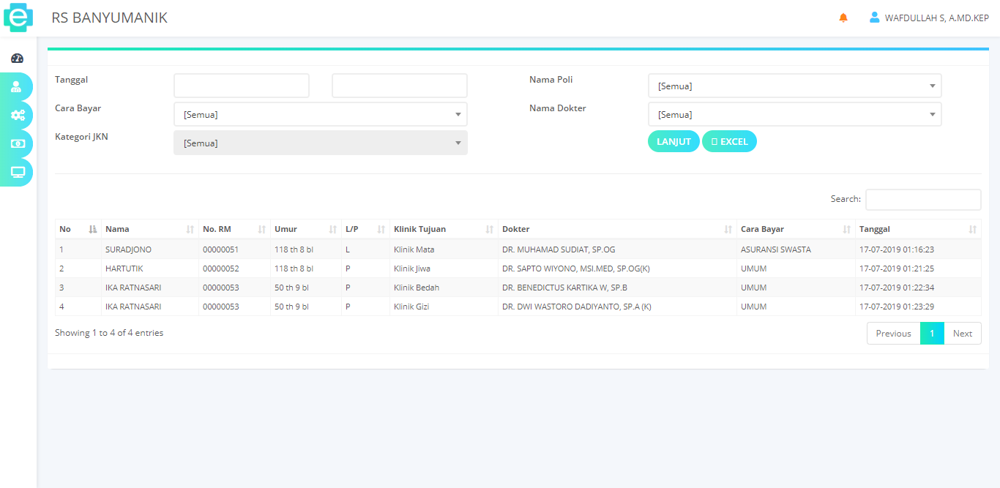 e RS BANYUMANIK WAFDULLAH S, A.MD.KEP
Tanggal Nama Poli [Semua]
Cara Bayar [Semua] Nama Dokter [Semua]
Kategori JKN [Semua] LANJUT EXCEL
Search:
No Nama No. RM Umur L/P Klinik Tujuan Dokter Cara Bayar Tanggal
1 SURADJONO 00000051 118 th 8 bl L Klinik Mata DR. MUHAMAD SUDIAT, SP.OG ASURANSI SWASTA 17-07-2019 01:16:23
2 HARTUTIK 00000052 118 th 8 bl P Klinik Jiwa DR. SAPTO WIYONO, MSI.MED, SP.OG(K) UMUM 17-07-2019 01:21:25
3 IKA RATNASARI 00000053 50 th 9 bl P Klinik Bedah DR. BENEDICTUS KARTIKA W, SP.B UMUM 17-07-2019 01:22:34
4 IKA RATNASARI 00000053 50 th 9 bl P Klinik Gizi DR. DWI WASTORO DADIYANTO, SP.A (K) UMUM 17-07-2019 01:23:29
Showing 1 to 4 of 4 entries Previous 1 Next